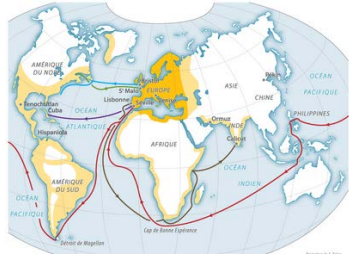 AMÉRIQUE
DU NORD
Bristol
St Malo
EUROPE
Lisbonne
Séville
Tenochtitlan
Cuba
OCÉAN
ATLANTIQUE
Hispaniola
AMÉRIQUE
DU SUD
OCÉAN
PACIFIQUE
Détroit de Magellan
AFRIQUE
Cap de Bonne Espérance
ASIE
CHINE
Pékin
Ormuz
INDE
Calicut
OCÉAN
INDIEN
OCÉAN
PACIFIQUE
PHILIPPINES